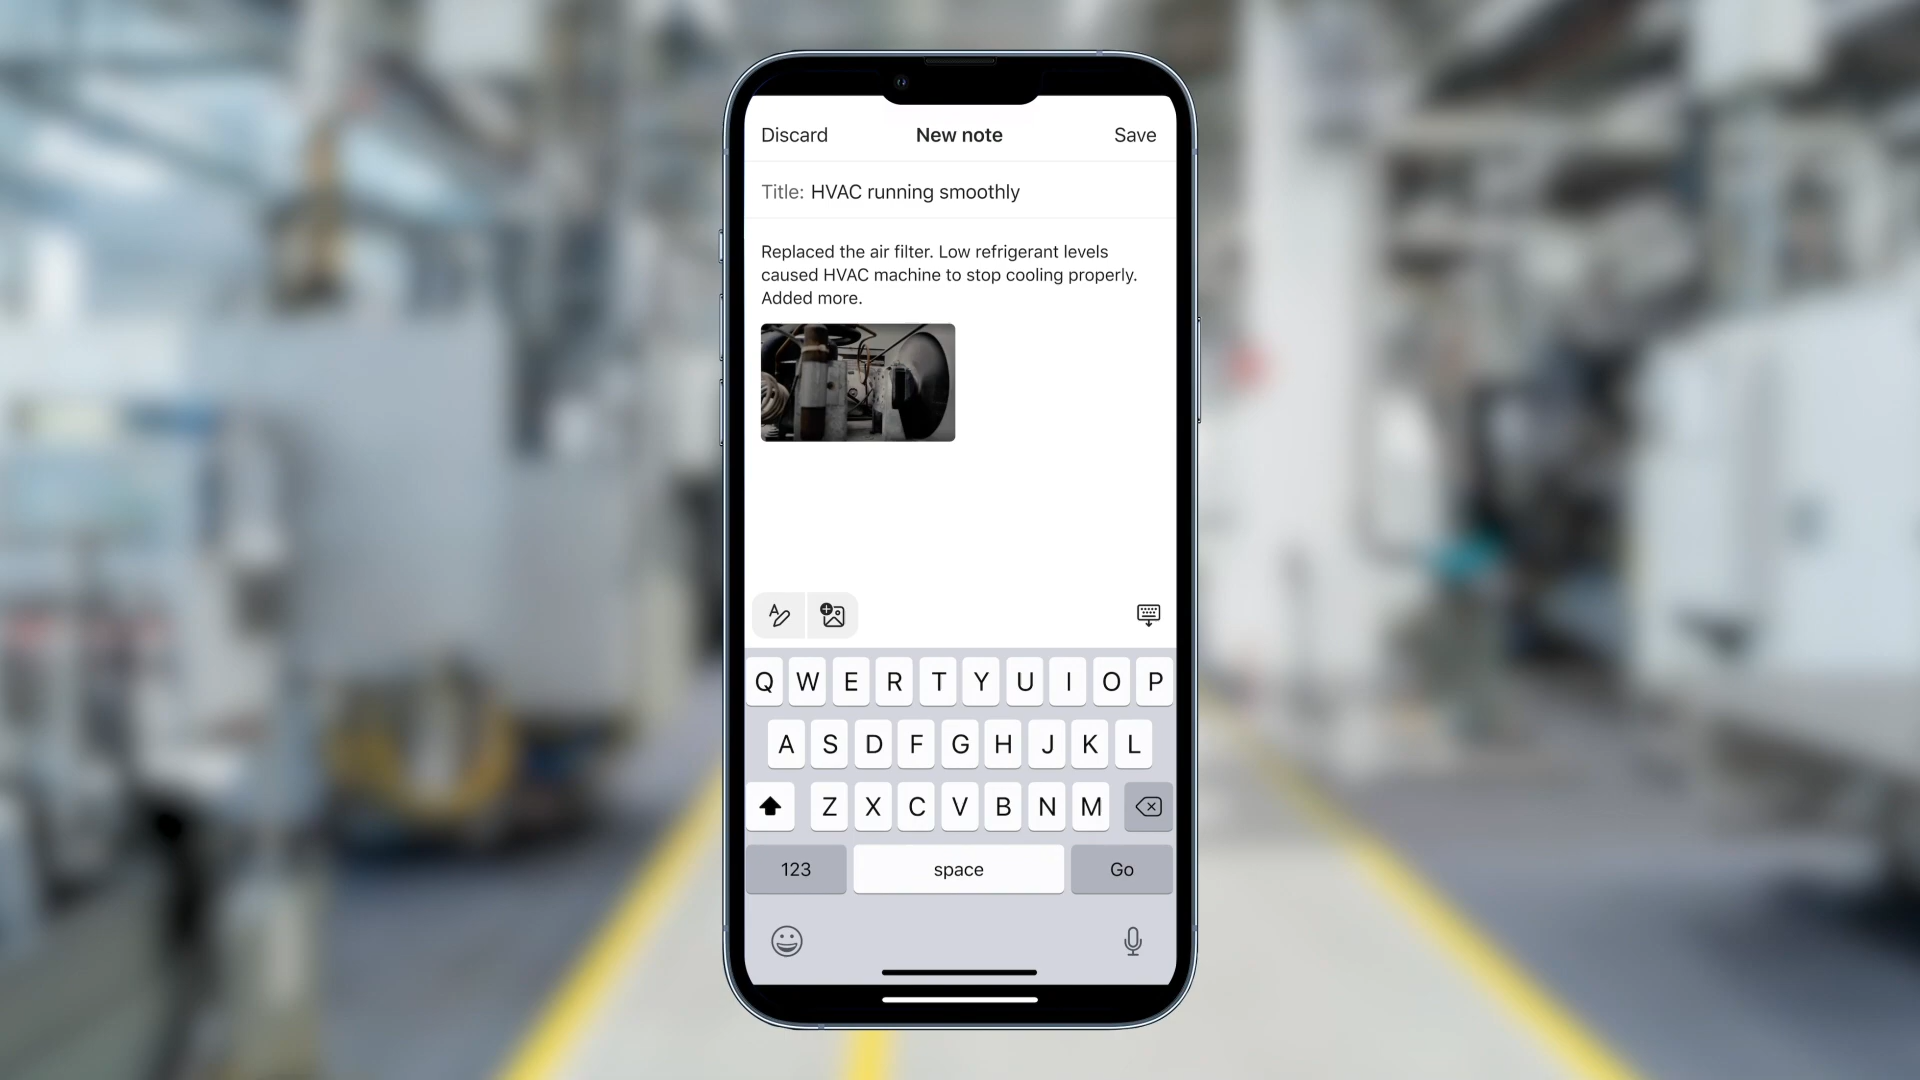 Discard New note Save
Title: HVAC running smoothly
Replaced the air filter. Low refrigerant levels
caused HVAC machine to stop cooling properly.
Added more.
Q W E R T Y U I O P
A S D F G H J K L
Z X C V B N M
123 space Go